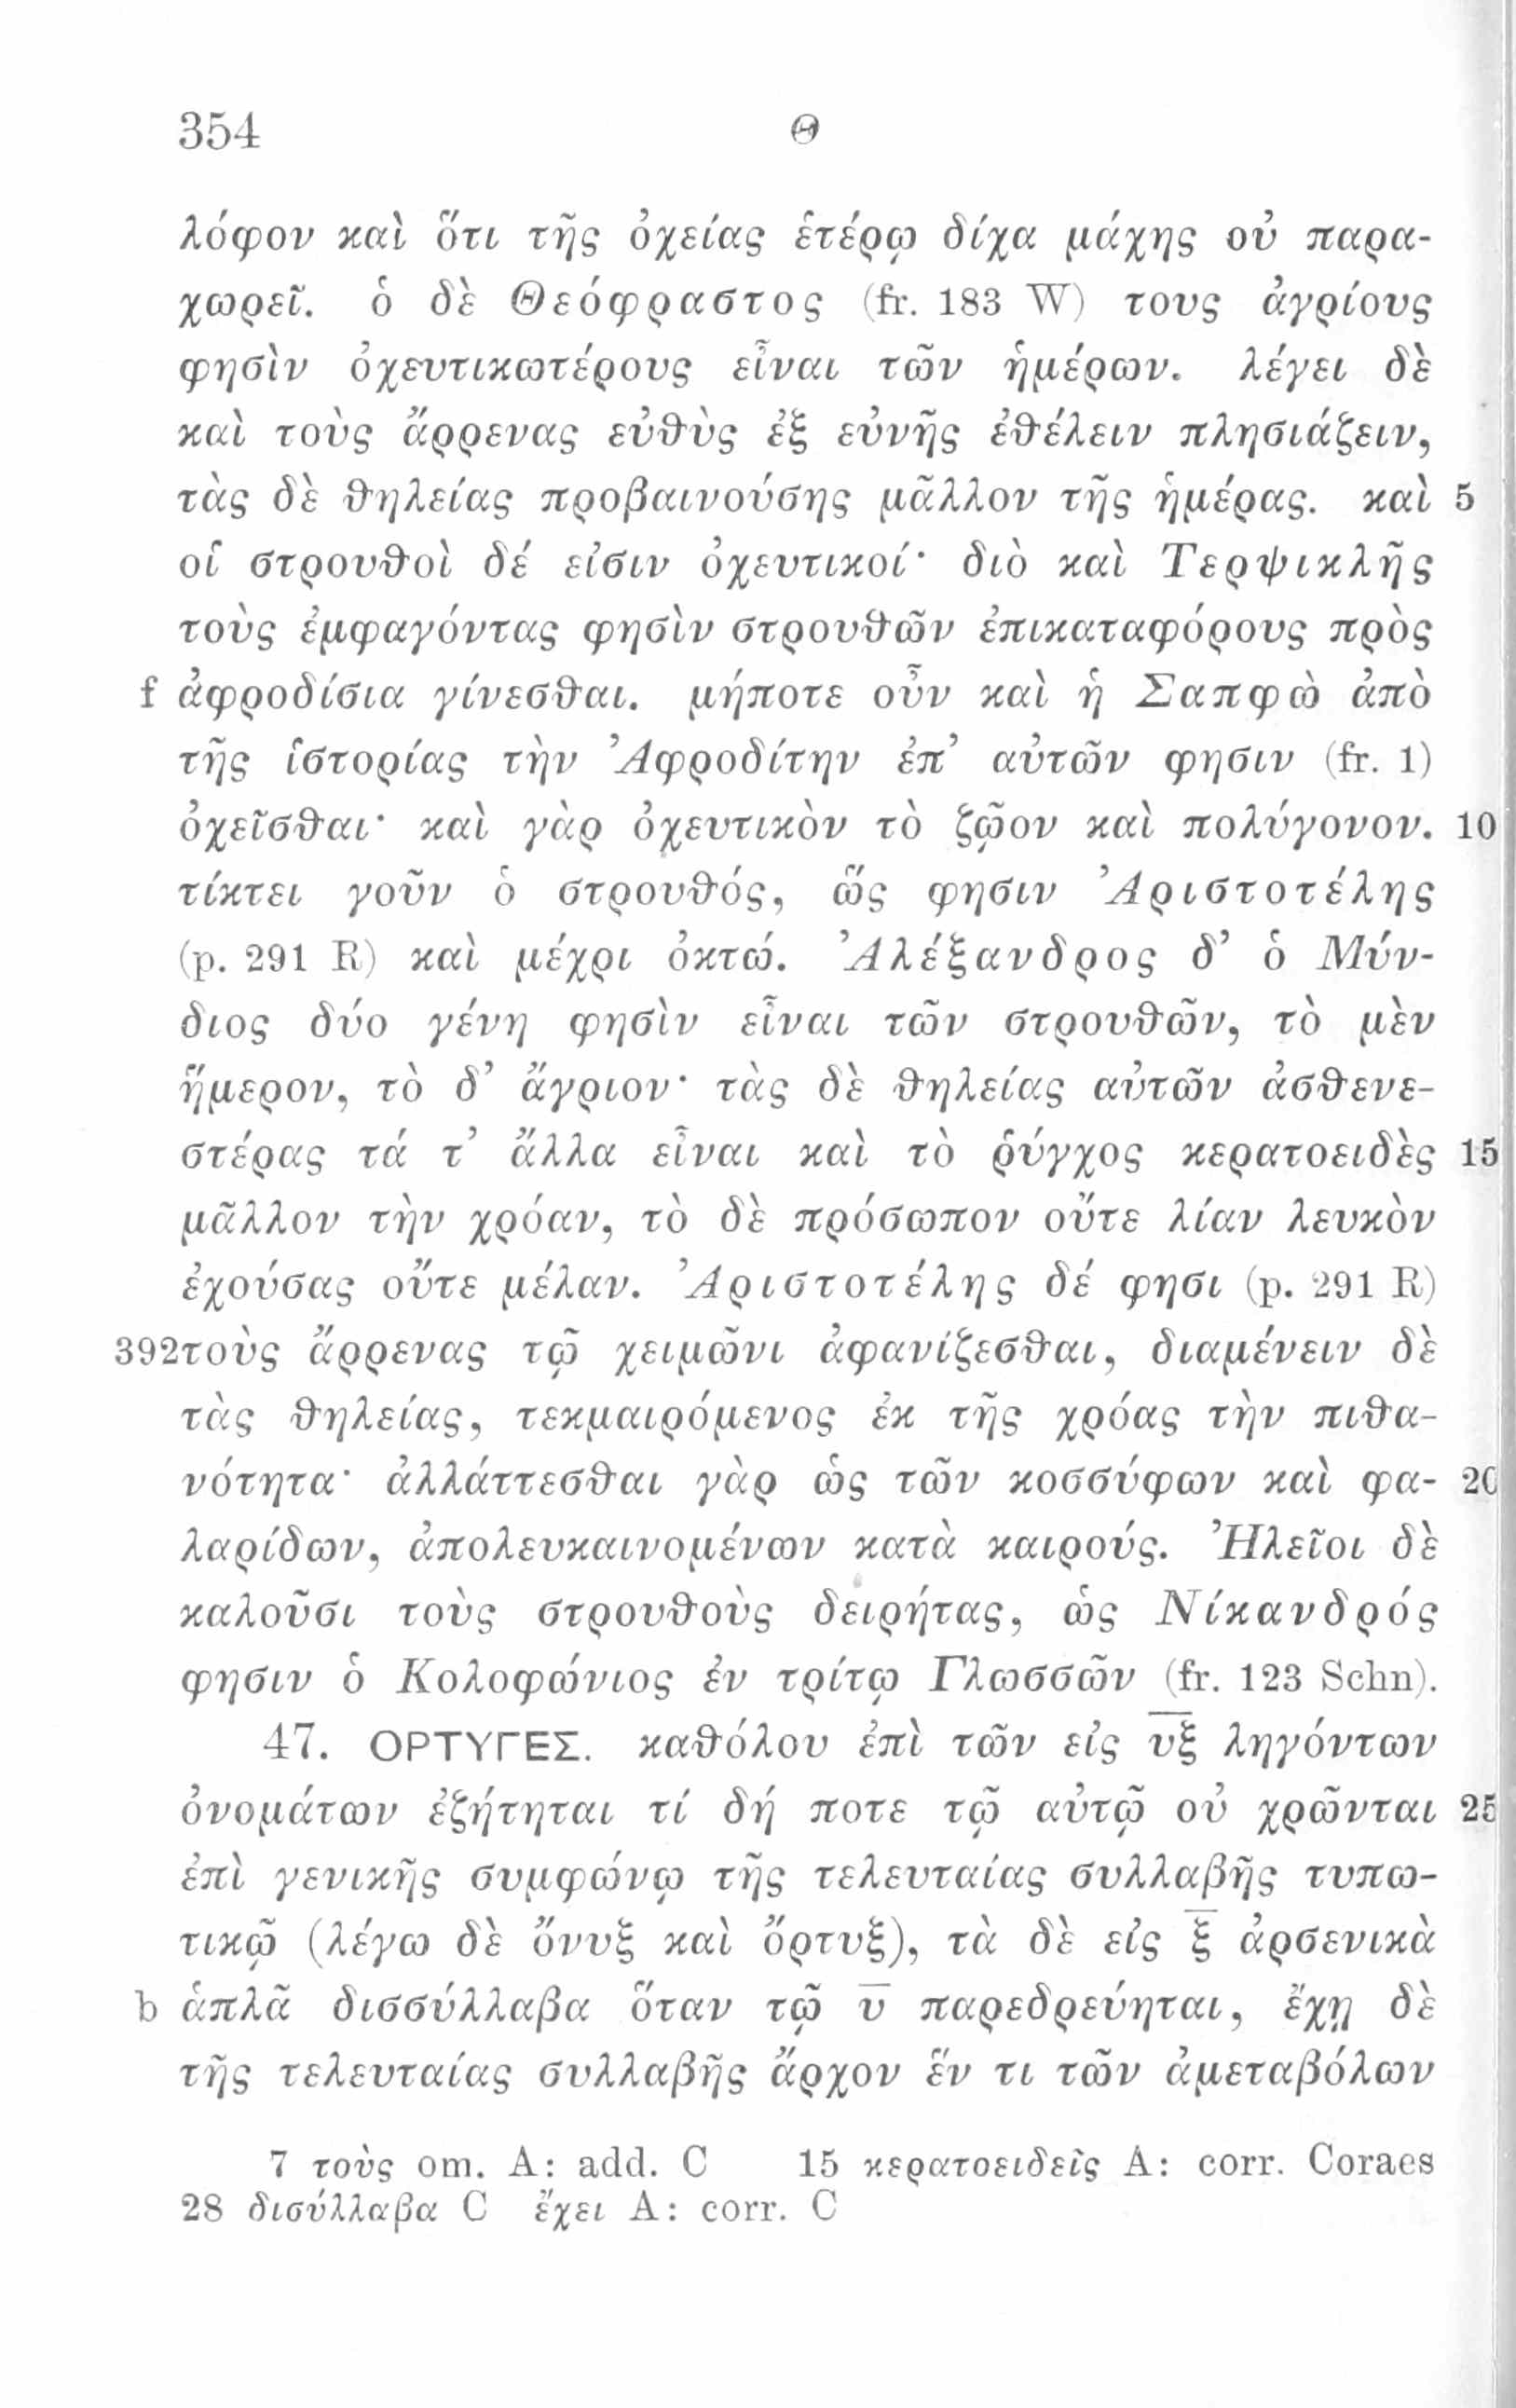 354 Θ
λόφον καὶ ὅτι τῆς ὀχείας ἑτέρῳ δίχα μάχης οὐ παρα-
χωρεῖ. ὁ δὲ Θεόφραστος (fr. 183 W) τους ἀγρίους
φησὶν ὀχευτικωτέρους εἶναι τῶν ἡμέρων. λέγει δὲ
καὶ τοὺς ἄρρενας εὐθὺς ἐξ εὐνῆς ἐθέλειν πλησιάζειν,
τὰς δὲ θηλείας προβαινούσης μᾶλλον τῆς ἡμέρας. καὶ 5
οἱ στρουθοὶ δέ εἰσιν ὀχευτικοί· διὸ καὶ Τερψικλῆς
τοὺς ἐμφαγόντας φησὶν στρουθῶν ἐπικαταφόρους πρὸς
f ἀφροδίσια γίνεσθαι. μήποτε οὖν καὶ ἡ Σαπφὼ ἀπὸ
τῆς ἱστορίας τὴν Ἀφροδίτην ἐπ’ αὐτῶν φησιν (fr. 1)
ὀχεῖσθαι· καὶ γὰρ ὀχευτικὸν τὸ ζῷον καὶ πολύγονον. 10
τίκτει γοῦν ὁ στρουθός, ὥς φησιν Ἀριστοτέλης
(p. 291 R) καὶ μέχρι ὀκτώ. Ἀλέξανδρος δ’ ὁ Μύν-
διος δύο γένη φησὶν εἶναι τῶν στρουθῶν, τὸ μὲν
ἥμερον, τὸ δ’ ἄγριον· τὰς δὲ θηλείας αὐτῶν ἀσθενε-
στέρας τά τ’ ἄλλα εἶναι καὶ τὸ ῥύγχος κερατοειδὲς 15
μᾶλλον τὴν χρόαν, τὸ δὲ πρόσωπον οὔτε λίαν λευκὸν
ἐχούσας οὔτε μέλαν. Ἀριστοτέλης δέ φησι (p. 291 R)
392 τοὺς ἄρρενας τῷ χειμῶνι ἀφανίζεσθαι, διαμένειν δὲ
τὰς θηλείας, τεκμαιρόμενος ἐκ τῆς χρόας τὴν πιθα-
νότητα· ἀλλάττεσθαι γὰρ ὡς τῶν κοσσύφων καὶ φα- 20
λαρίδων, ἀπολευκαινομένων κατὰ καιρούς. Ἠλεῖοι δὲ
καλοῦσι τοὺς στρουθοὺς δειρήτας, ὡς Νίκανδρός
φησιν ὁ Κολοφώνιος ἐν τρίτῳ Γλωσσῶν (fr. 123 Schn).
47. ΟΡΤΥΓΕΣ. καθόλου ἐπὶ τῶν εἰς υξ ληγόντων
ὀνομάτων ἐζήτηται τί δή ποτε τῷ αὐτῷ οὐ χρῶνται 25
ἐπὶ γενικῆς συμφώνῳ τῆς τελευταίας συλλαβῆς τυπω-
τικῷ (λέγω δὲ ὄνυξ καὶ ὄρτυξ), τὰ δὲ εἰς ξ ἀρσενικὰ
b ἁπλᾶ δισσύλλαβα ὅταν τῷ υ παρεδρεύηται, ἔχῃ δὲ
τῆς τελευταίας συλλαβῆς ἄρχον ἕν τι τῶν ἀμεταβόλων
7 τοὺς om. A: add. C 15 κερατοειδεῖς A: corr. Coraes
28 δισύλλαβα C ἔχει A: corr. C